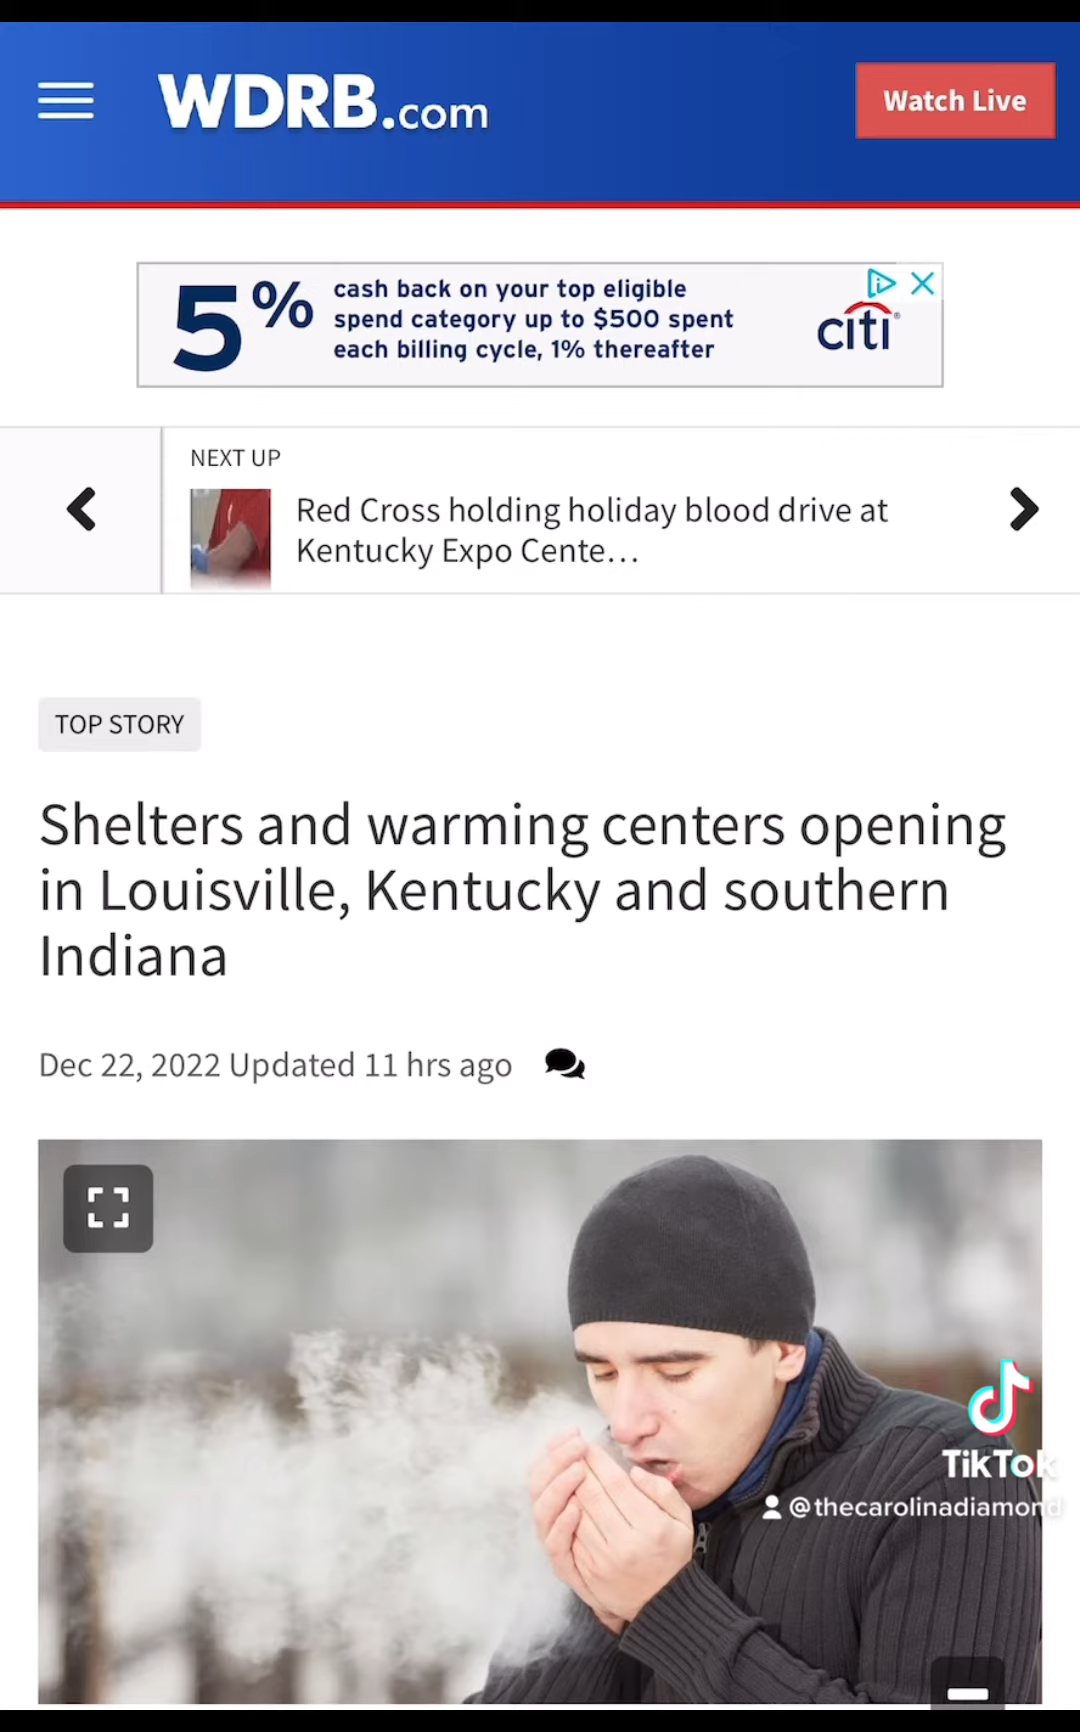 WDRB.com
Watch Live
5%
cash back on your top eligible
spend category up to $500 spent
each billing cycle, 1% thereafter
citi®
NEXT UP
Red Cross holding holiday blood drive at
Kentucky Expo Cente...
TOP STORY
Shelters and warming centers opening
in Louisville, Kentucky and southern
Indiana
Dec 22, 2022 Updated 11 hrs ago
TikTok
@thecarolinadiamond